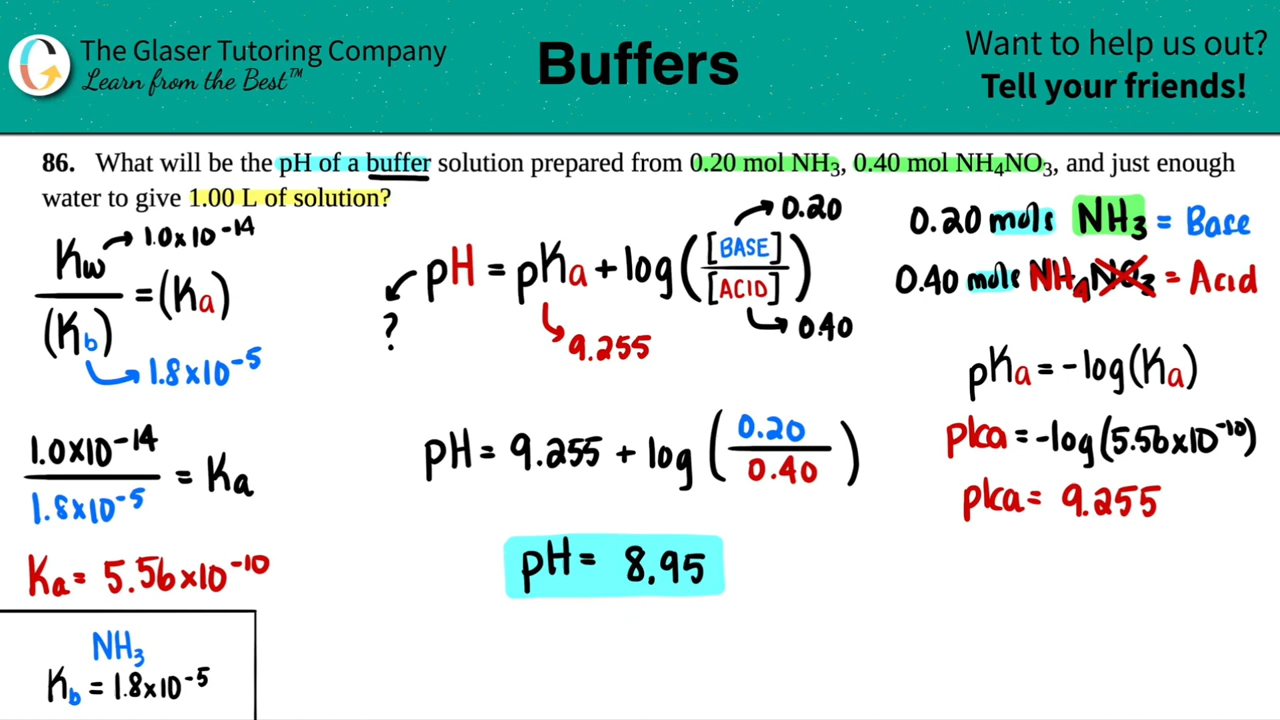 The Glaser Tutoring Company
Learn from the Best™
Buffers
Want to help us out?
Tell your friends!
86. What will be the pH of a buffer solution prepared from 0.20 mol NH₃, 0.40 mol NH₄NO₃, and just enough
water to give 1.00 L of solution?
Kw → 1.0x10⁻¹⁴
(Kb) = (Ka)
1.8x10⁻⁵
1.0x10⁻¹⁴
1.8x10⁻⁵ = Ka
Ka = 5.56x10⁻¹⁰
NH₃
Kb = 1.8x10⁻⁵
0.20
pH = pKa + log([BASE]/[ACID])
?
9.255
0.40
pH = 9.255 + log(0.20/0.40)
pH = 8.95
0.20 mols NH₃ = Base
0.40 mols NH₄NO₃ = Acid
pKa = -log(Ka)
pKa = -log(5.56x10⁻¹⁰)
pKa = 9.255